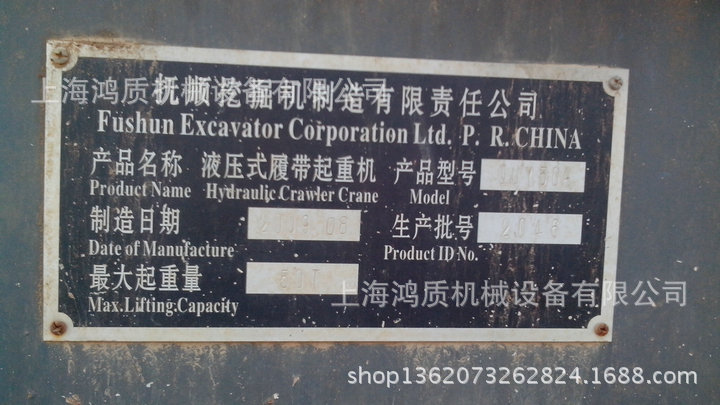 抚顺挖掘机制造有限责任公司
上海鸿质机械设备有限公司
Fushun Excavator Corporation Ltd. P. R. CHINA
产品名称 液压式履带起重机 产品型号
Product Name Hydraulic Crawler Crane Model
制造日期 2009.08 生产批号
Date of Manufacture Product ID No.
最大起重量 50T
Max.Lifting.Capacity
上海鸿质机械设备有限公司
shop1362073262824.1688.com